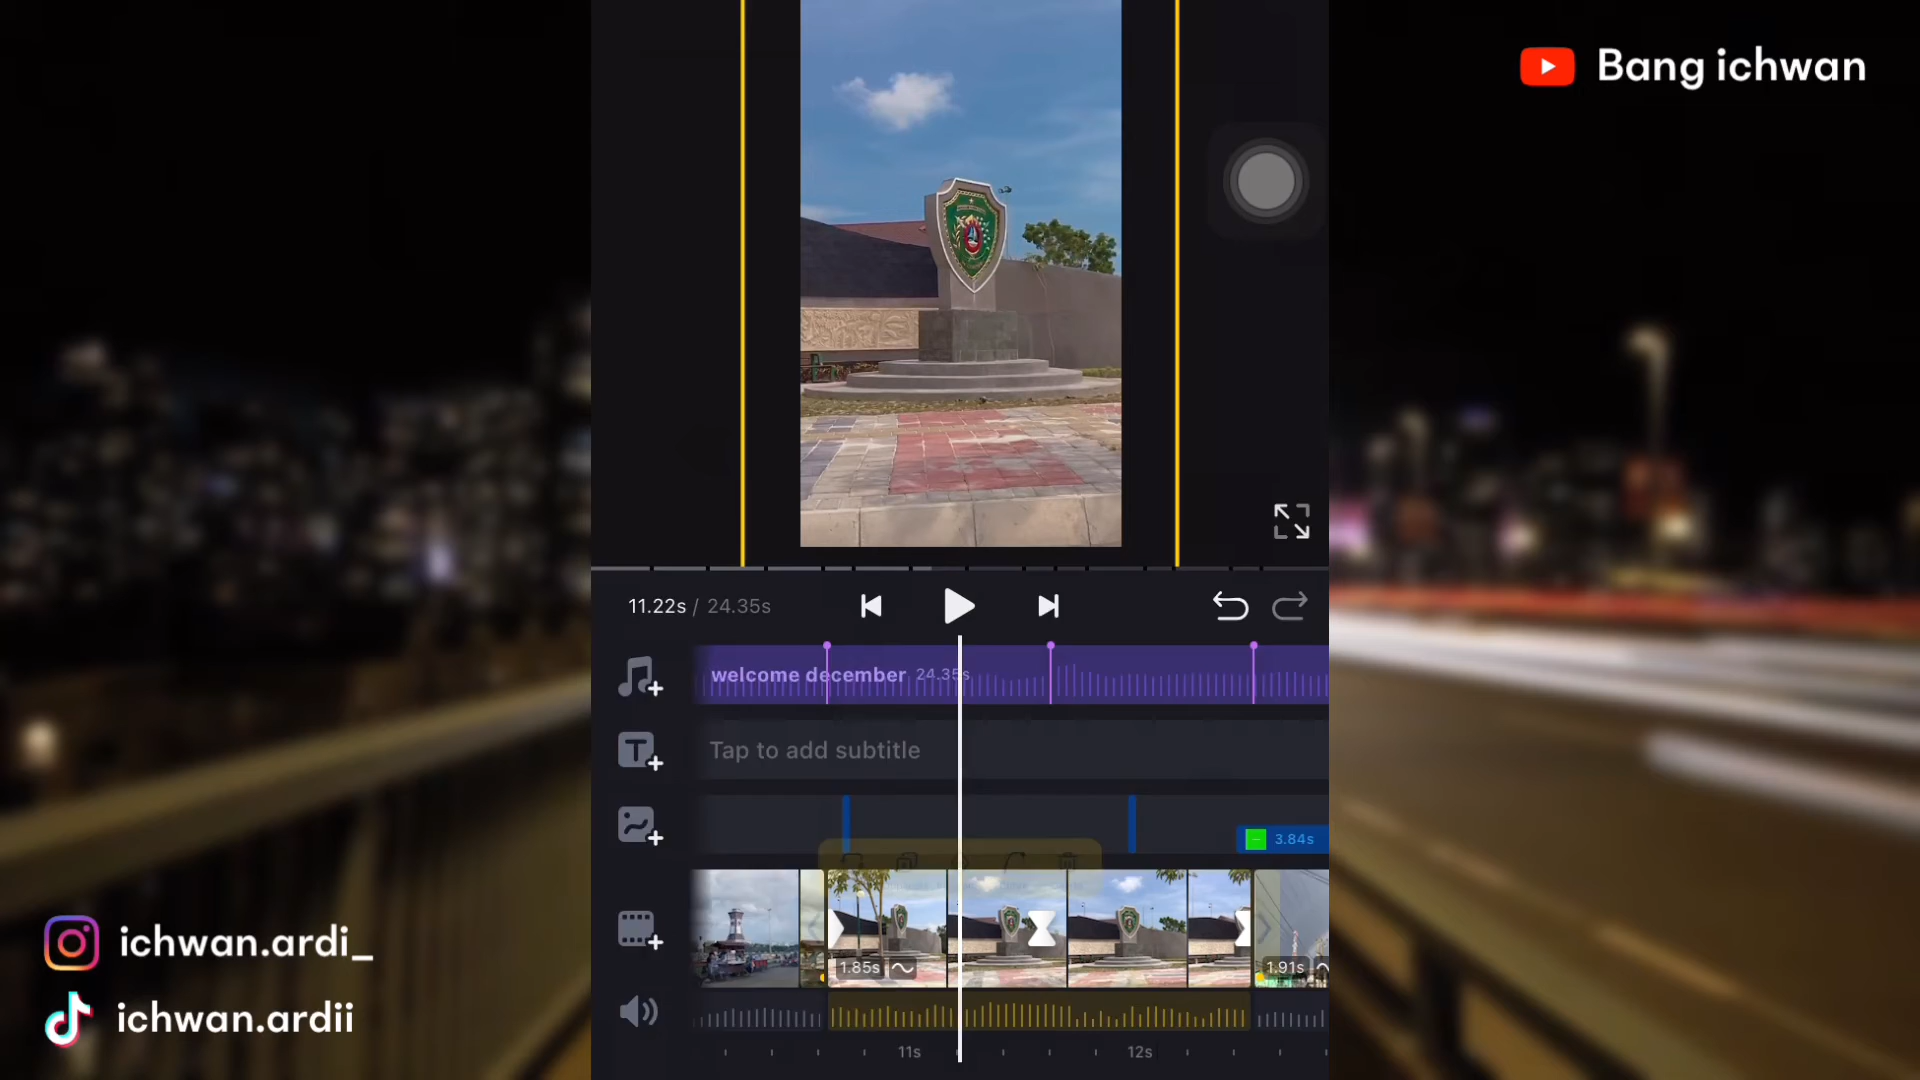 Bang ichwan
11.22s / 24.35s
welcome december 24.35s
Tap to add subtitle
3.84s
1.85s
1.91s
11s
12s
ichwan.ardi_
ichwan.ardii